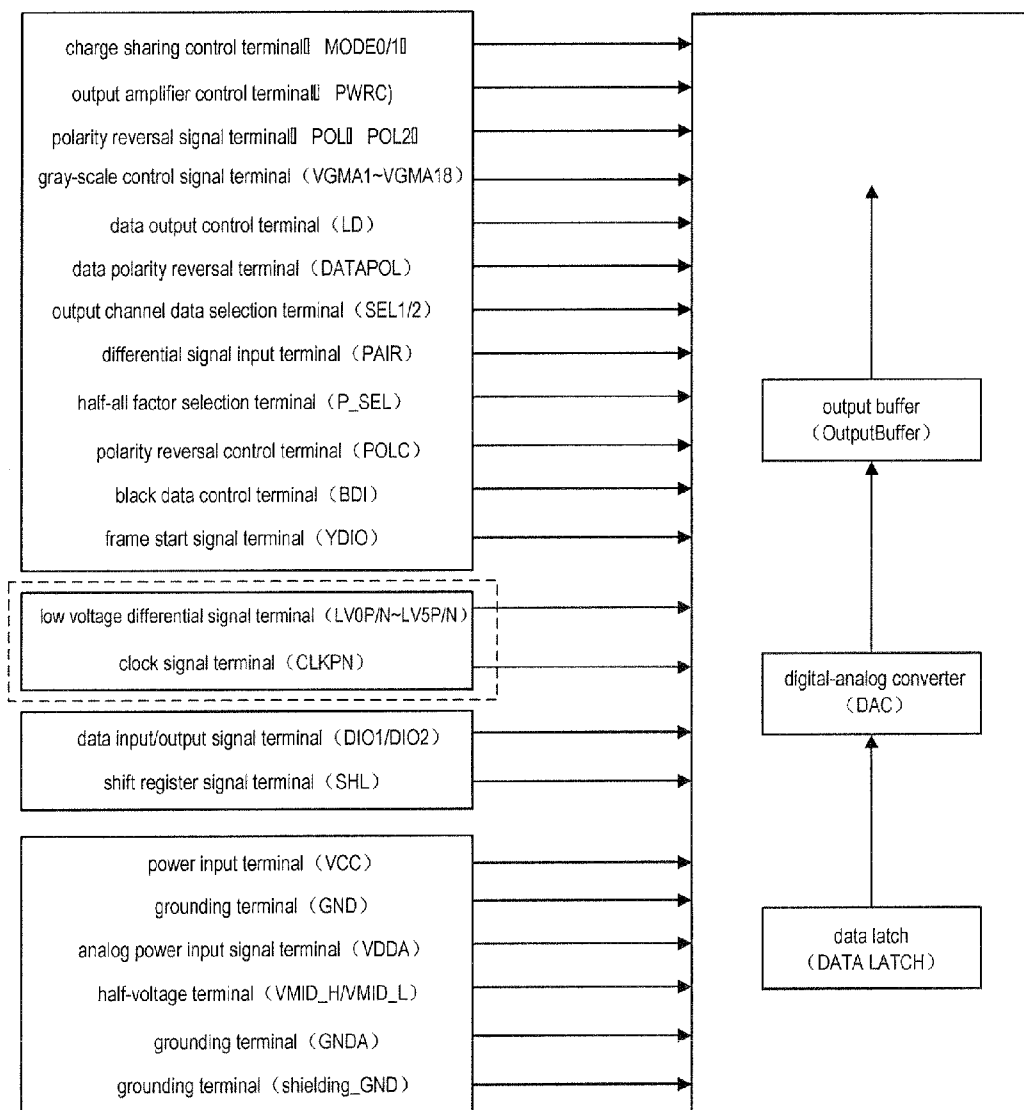 charge sharing control terminal▯ MODE0/1▯
output amplifier control terminal▯ PWRC)
polarity reversal signal terminal▯ POL▯ POL2▯
gray-scale control signal terminal（VGMA1~VGMA18）
data output control terminal（LD）
data polarity reversal terminal（DATAPOL）
output channel data selection terminal（SEL1/2）
differential signal input terminal（PAIR）
half-all factor selection terminal（P_SEL）
polarity reversal control terminal（POLC）
black data control terminal（BDI）
frame start signal terminal（YDIO）
low voltage differential signal terminal（LV0P/N~LV5P/N）
clock signal terminal（CLKPN）
data input/output signal terminal（DIO1/DIO2）
shift register signal terminal（SHL）
power input terminal（VCC）
grounding terminal（GND）
analog power input signal terminal（VDDA）
half-voltage terminal（VMID_H/VMID_L）
grounding terminal（GNDA）
grounding terminal（shielding_GND）
output buffer
（OutputBuffer）
digital-analog converter
（DAC）
data latch
（DATA LATCH）